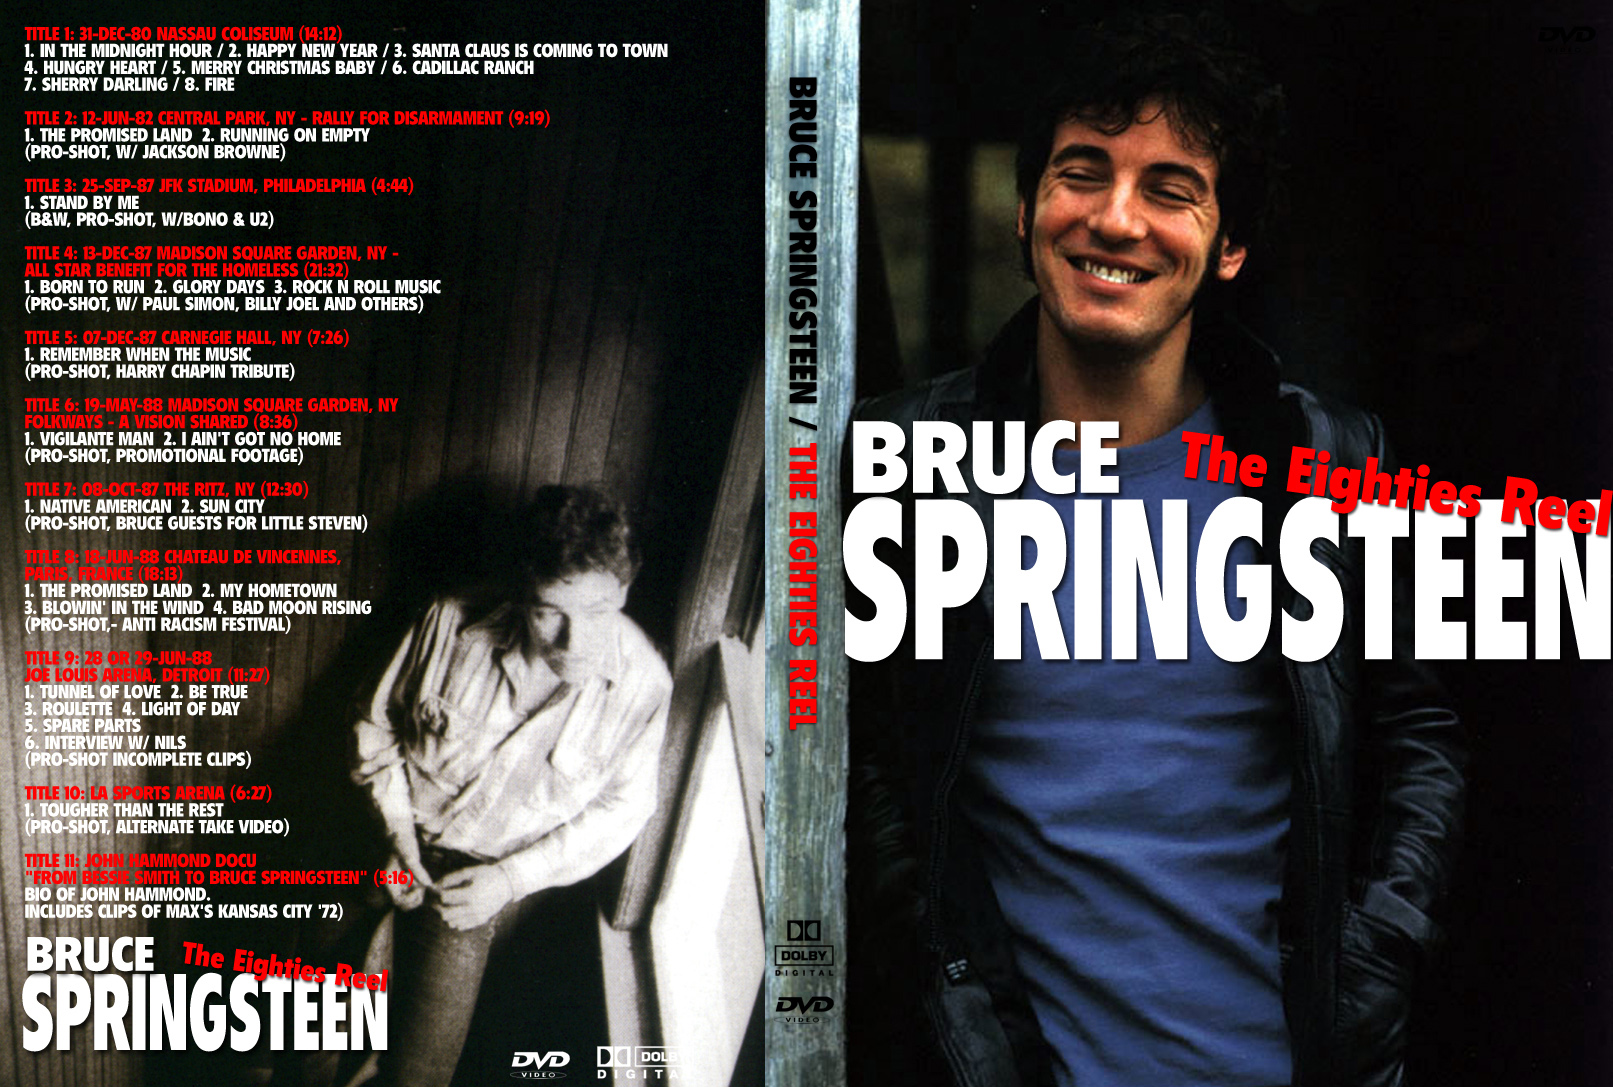 TITLE 1: 31-DEC-80 NASSAU COLISEUM (14:12)
1. IN THE MIDNIGHT HOUR / 2. HAPPY NEW YEAR / 3. SANTA CLAUS IS COMING TO TOWN
4. HUNGRY HEART / 5. MERRY CHRISTMAS BABY / 6. CADILLAC RANCH
7. SHERRY DARLING / 8. FIRE
TITLE 2: 12-JUN-82 CENTRAL PARK, NY - RALLY FOR DISARMAMENT (9:19)
1. THE PROMISED LAND 2. RUNNING ON EMPTY
(PRO-SHOT, W/ JACKSON BROWNE)
TITLE 3: 25-SEP-87 JFK STADIUM, PHILADELPHIA (4:44)
1. STAND BY ME
(B&W, PRO-SHOT, W/BONO & U2)
TITLE 4: 13-DEC-87 MADISON SQUARE GARDEN, NY -
ALL STAR BENEFIT FOR THE HOMELESS (21:32)
1. BORN TO RUN 2. GLORY DAYS 3. ROCK N ROLL MUSIC
(PRO-SHOT, W/ PAUL SIMON, BILLY JOEL AND OTHERS)
TITLE 5: 07-DEC-87 CARNEGIE HALL, NY (7:26)
1. REMEMBER WHEN THE MUSIC
(PRO-SHOT, HARRY CHAPIN TRIBUTE)
TITLE 6: 19-MAY-88 MADISON SQUARE GARDEN, NY
FOLKWAYS - A VISION SHARED (8:36)
1. VIGILANTE MAN 2. I AIN'T GOT NO HOME
(PRO-SHOT, PROMOTIONAL FOOTAGE)
TITLE 7: 08-OCT-87 THE RITZ, NY (12:30)
1. NATIVE AMERICAN 2. SUN CITY
(PRO-SHOT, BRUCE GUESTS FOR LITTLE STEVEN)
TITLE 8: 18-JUN-88 CHATEAU DE VINCENNES,
PARIS, FRANCE (18:13)
1. THE PROMISED LAND 2. MY HOMETOWN
3. BLOWIN' IN THE WIND 4. BAD MOON RISING
(PRO-SHOT,- ANTI RACISM FESTIVAL)
TITLE 9: 28 OR 29-JUN-88
JOE LOUIS ARENA, DETROIT (11:27)
1. TUNNEL OF LOVE 2. BE TRUE
3. ROULETTE 4. LIGHT OF DAY
5. SPARE PARTS
6. INTERVIEW W/ NILS
(PRO-SHOT INCOMPLETE CLIPS)
TITLE 10: LA SPORTS ARENA (6:27)
1. TOUGHER THAN THE REST
(PRO-SHOT, ALTERNATE TAKE VIDEO)
TITLE 11: JOHN HAMMOND DOCU
"FROM BESSIE SMITH TO BRUCE SPRINGSTEEN" (5:16)
BIO OF JOHN HAMMOND.
INCLUDES CLIPS OF MAX'S KANSAS CITY '72)
BRUCE
The Eighties Reel
SPRINGSTEEN
DVD
VIDEO
DOLBY
DIGITAL
BRUCE SPRINGSTEEN / THE EIGHTIES REEL
DOLBY
DIGITAL
DVD
VIDEO
DVD
BRUCE
The Eighties Reel
SPRINGSTEEN